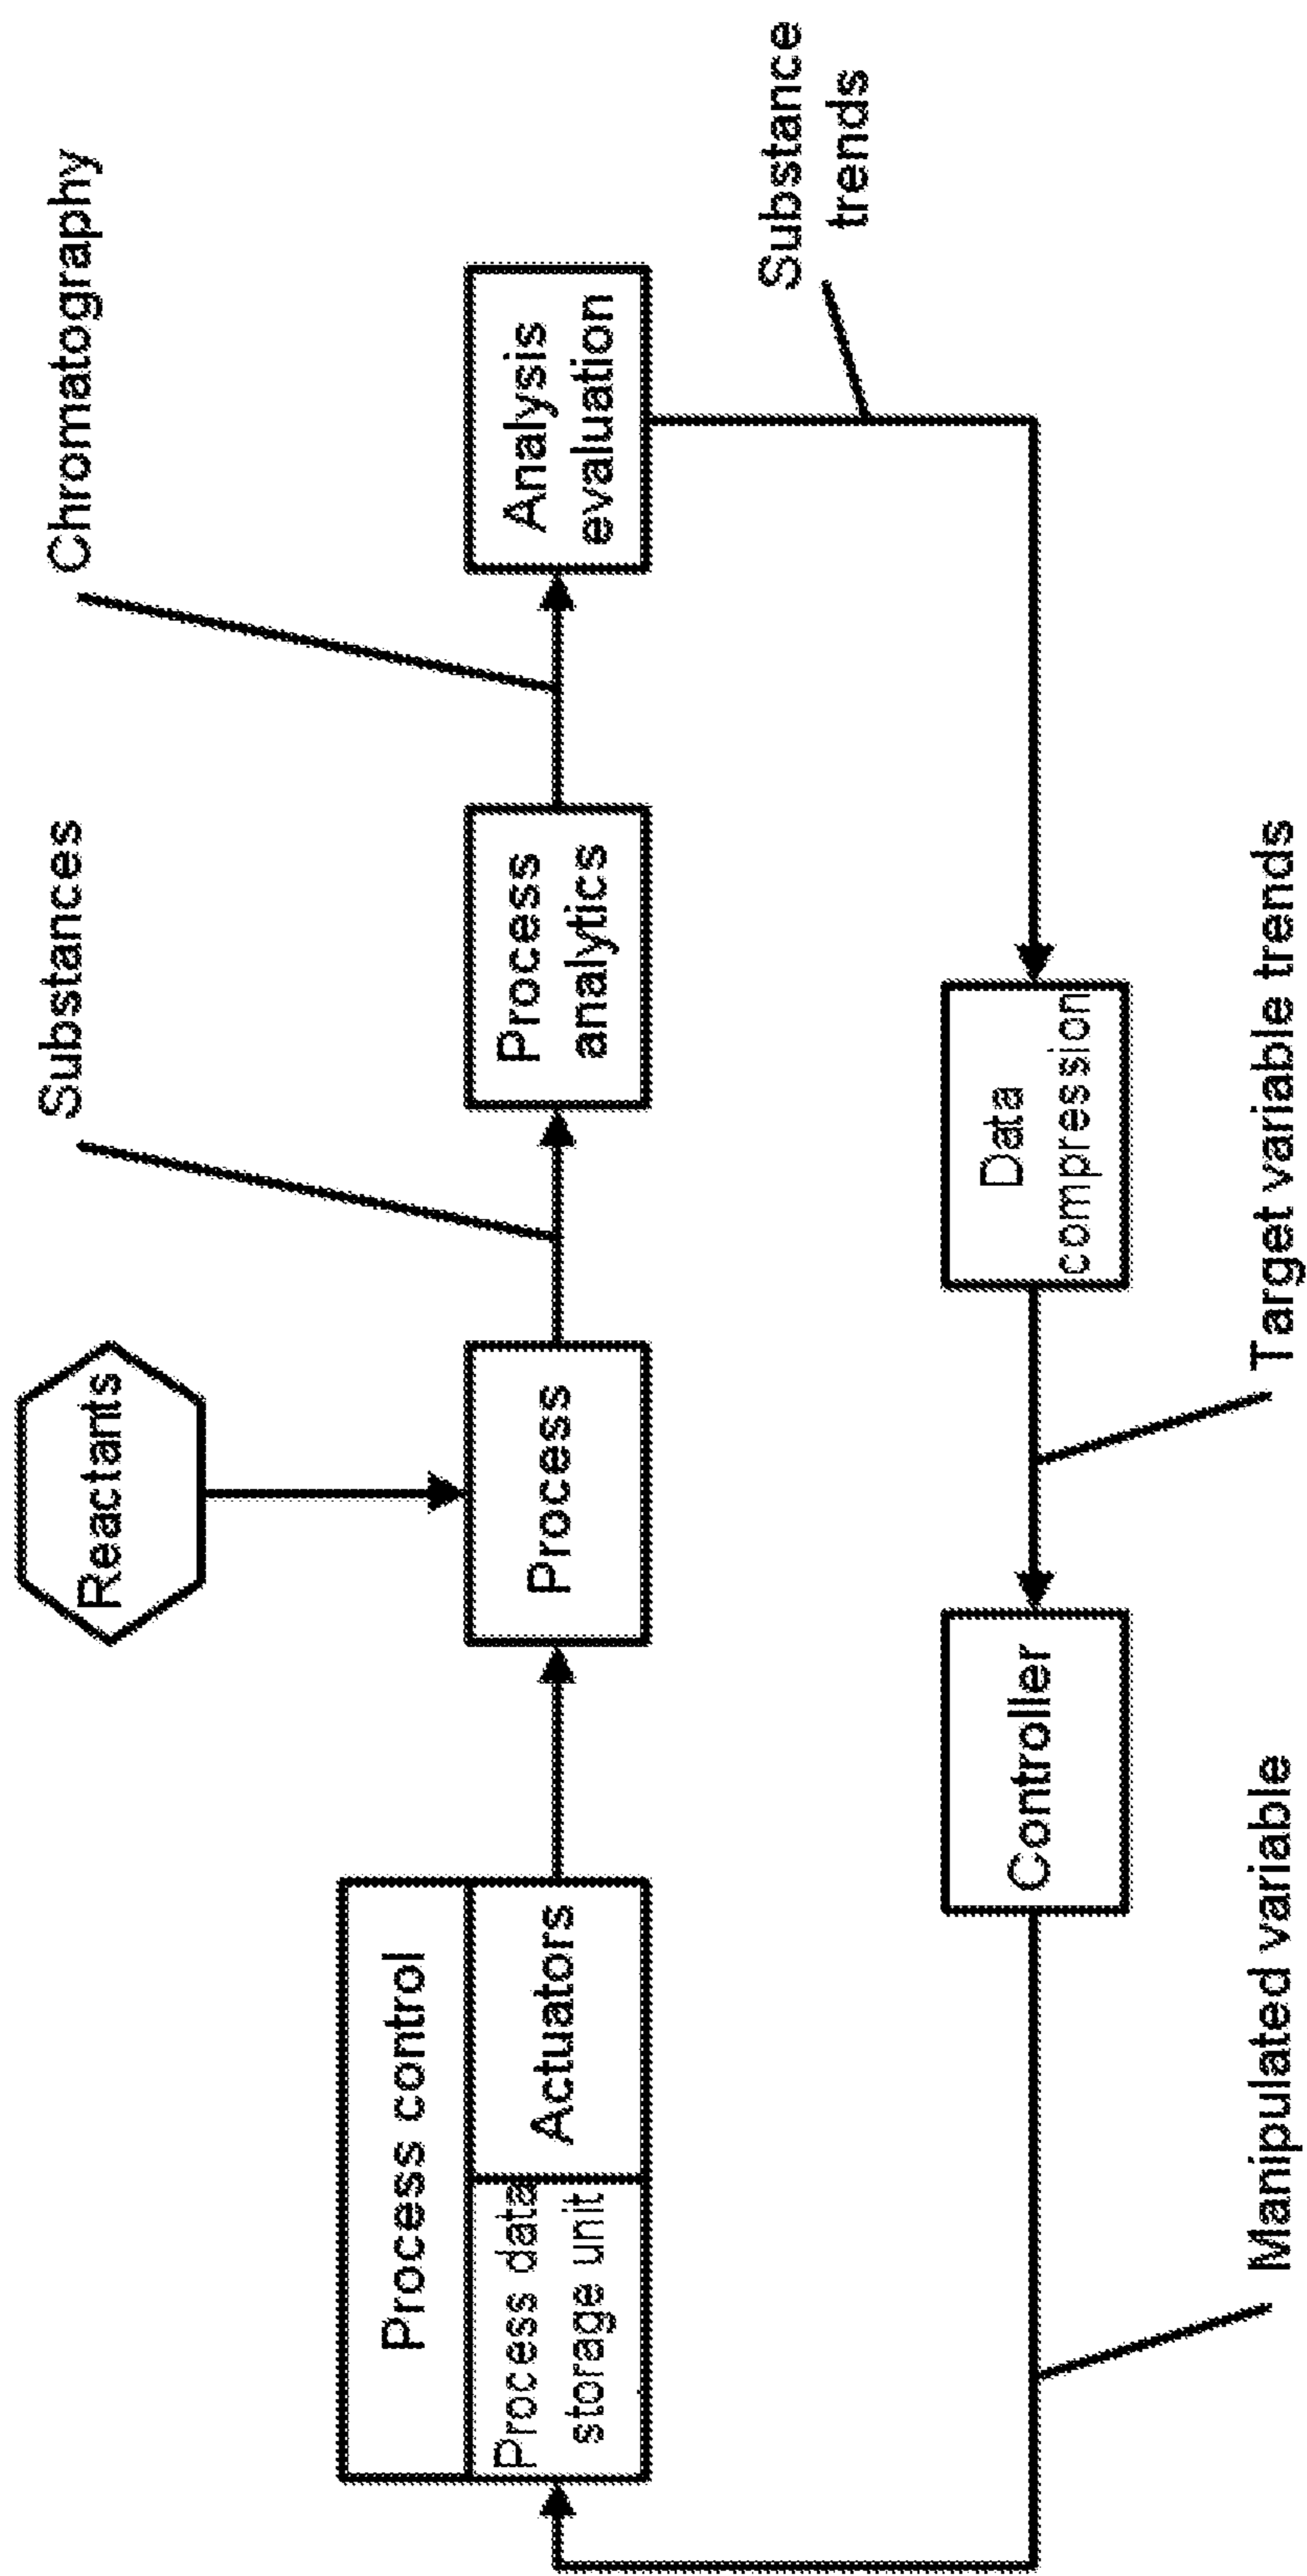 Substances
Chromatography
Reactants
Process control
Process data
storage unit
Actuators
Process
Process
analytics
Analysis
evaluation
Substance
trends
Controller
Data
compression
Manipulated variable
Target variable trends